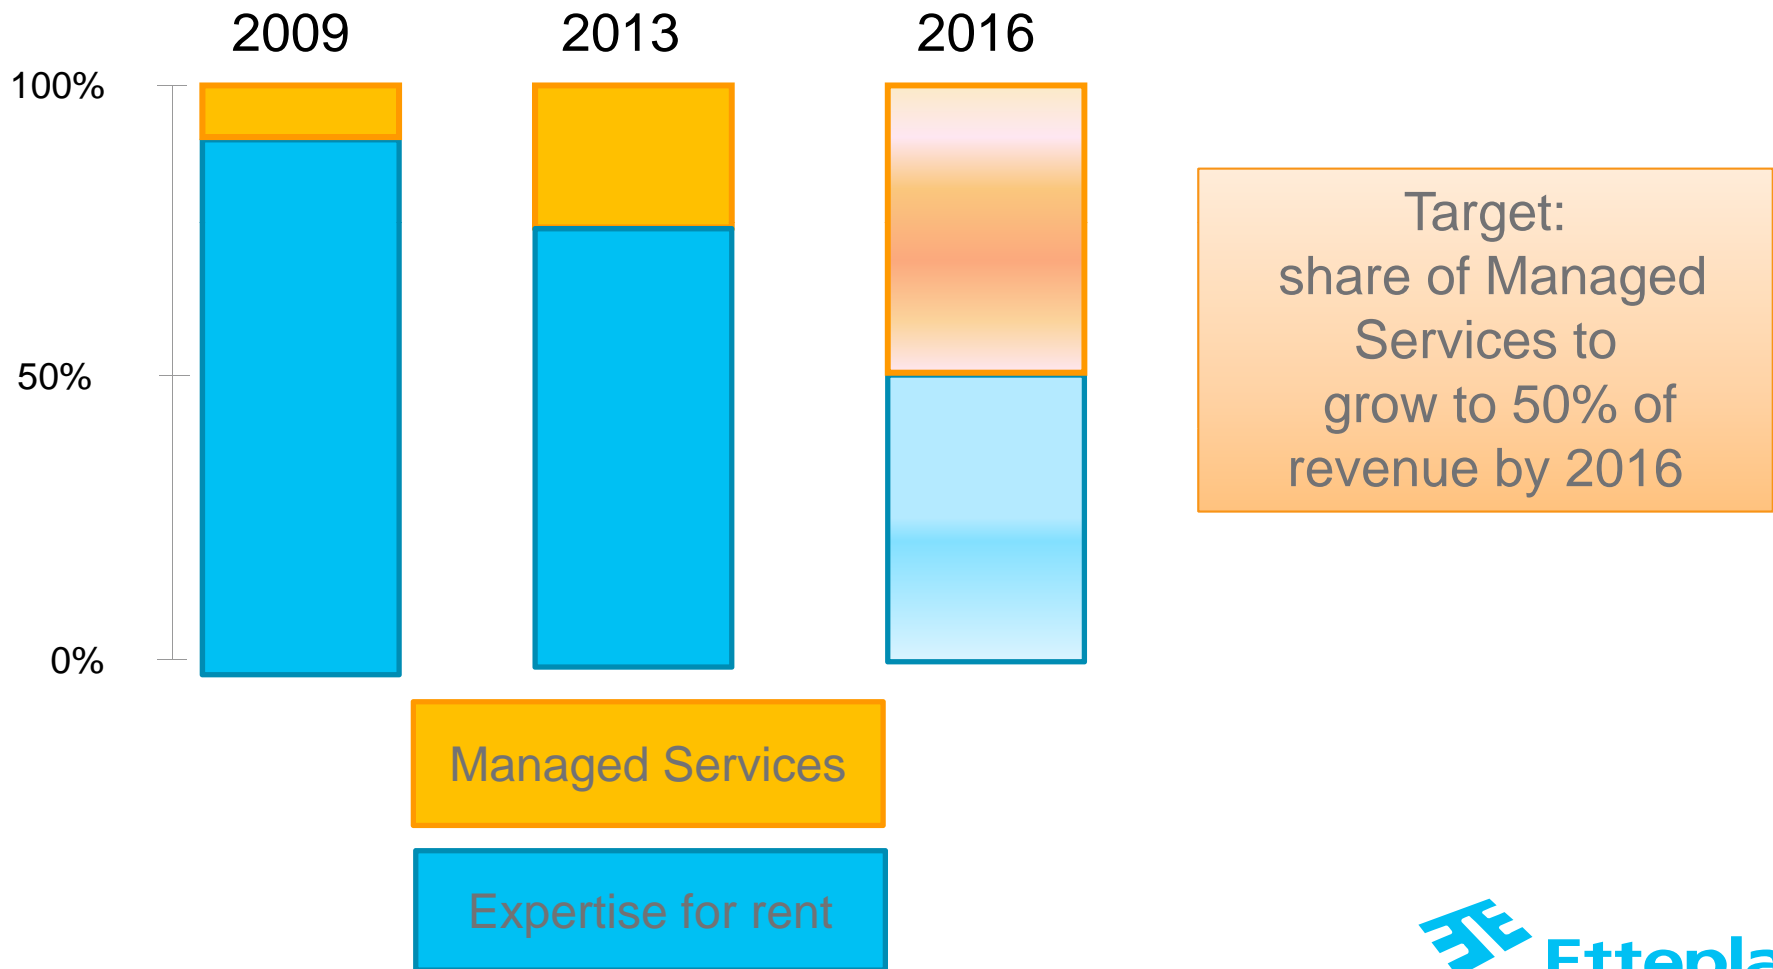 2009
2013
2016
100%
50%
0%
Target:
share of Managed
Services to
grow to 50% of
revenue by 2016
Managed Services
Expertise for rent